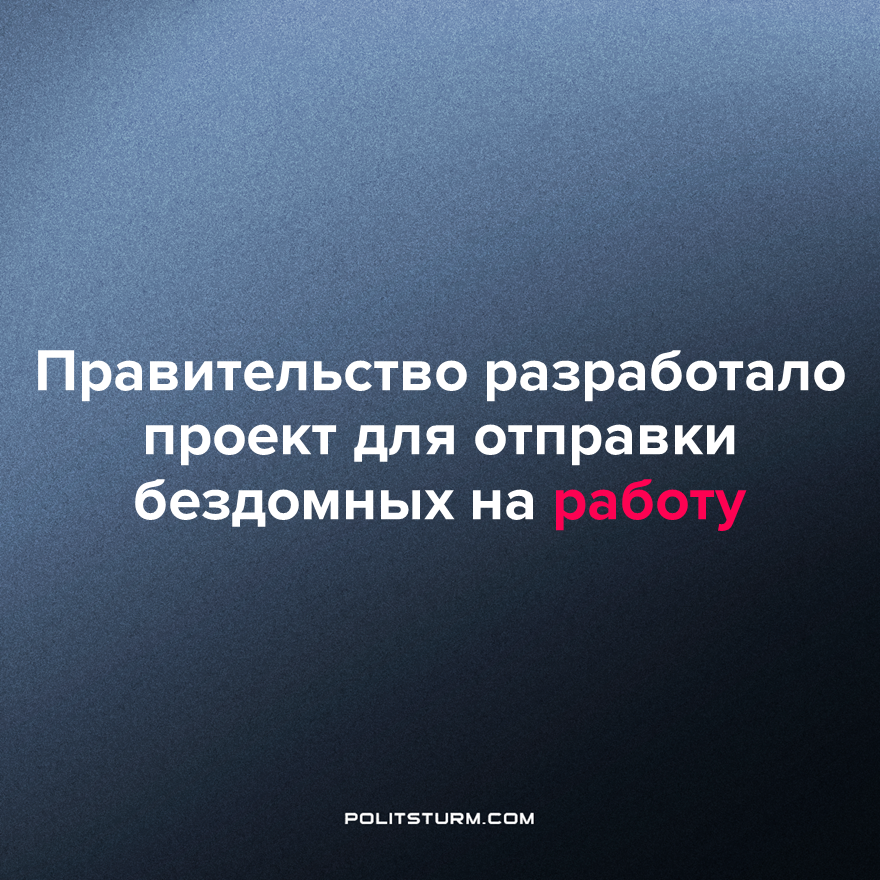 Правительство разработало
проект для отправки
бездомных на работу
POLITSTURM.COM